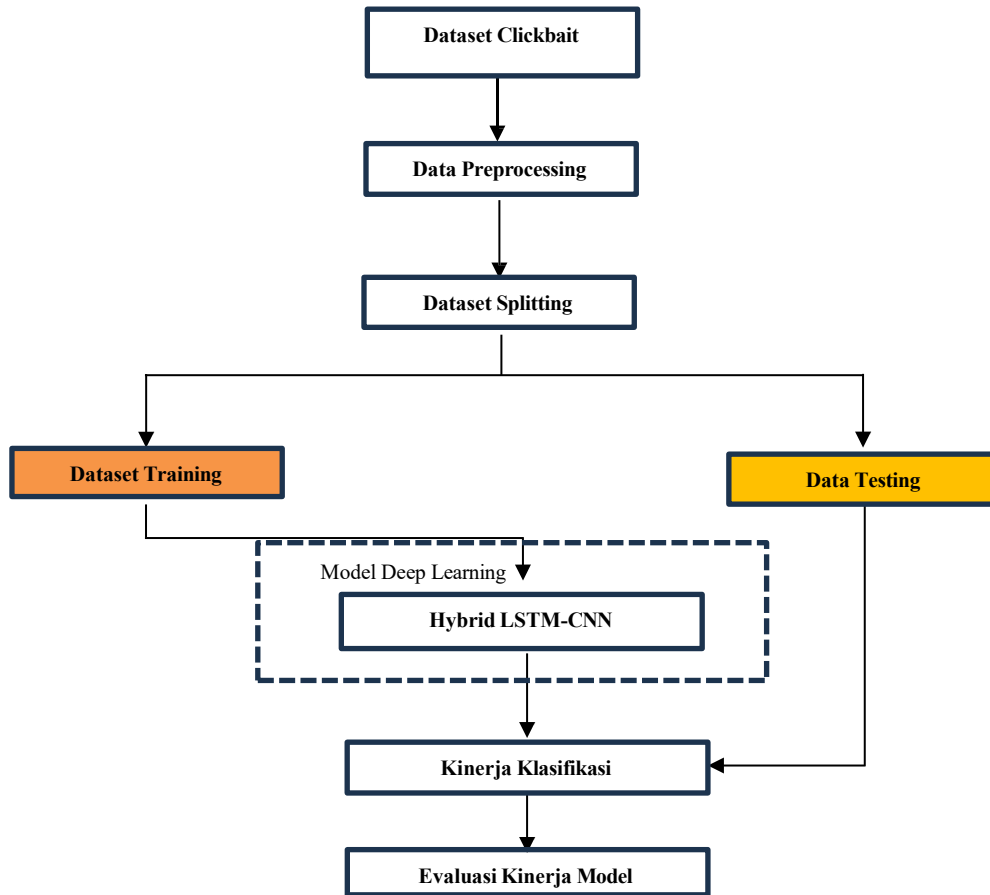 Dataset Clickbait
Data Preprocessing
Dataset Splitting
Dataset Training
Data Testing
Model Deep Learning
Hybrid LSTM-CNN
Kinerja Klasifikasi
Evaluasi Kinerja Model